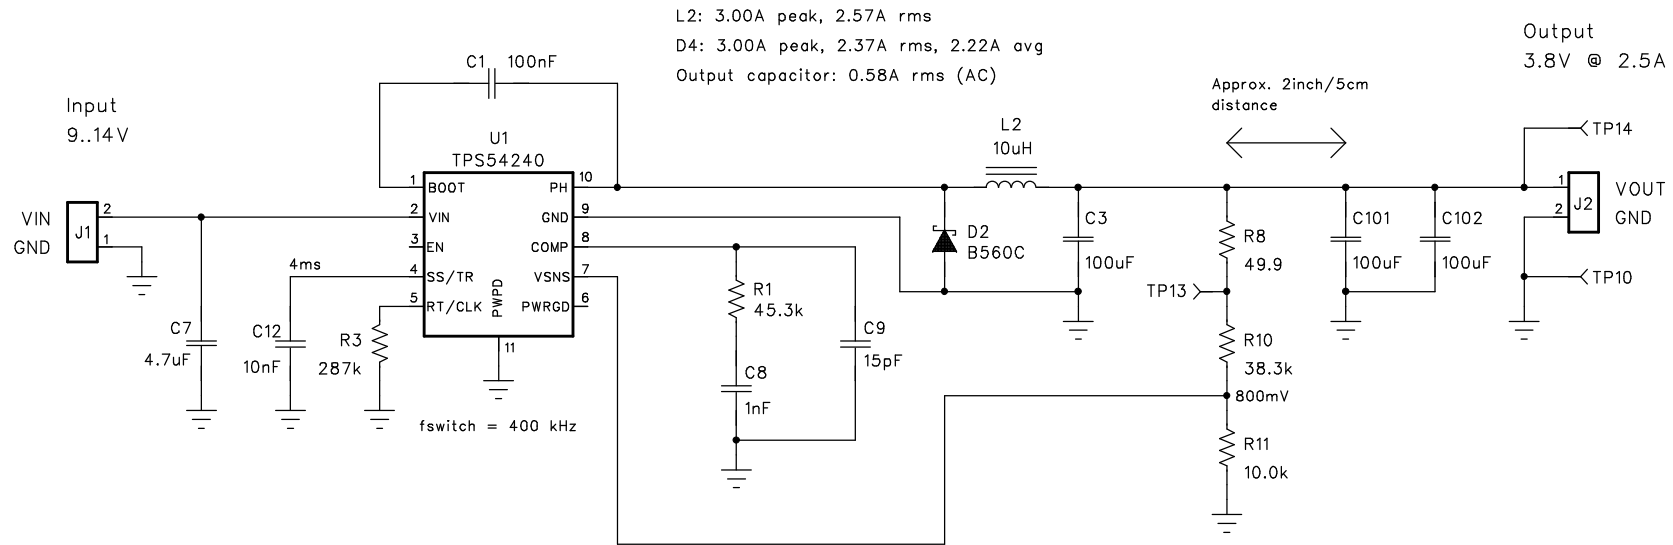 L2: 3.00A peak, 2.57A rms
D4: 3.00A peak, 2.37A rms, 2.22A avg
Output capacitor: 0.58A rms (AC)
Output
3.8V @ 2.5A
Approx. 2inch/5cm
distance
Input
9..14V
C1 100nF
U1
TPS54240
L2
10uH
TP14
1 BOOT PH 10
2 VIN GND 9
3 EN COMP 8
4 SS/TR VSNS 7
5 RT/CLK PWRGD 6
PWPD
11
VIN
GND
J1
2
1
4ms
C7
4.7uF
C12
10nF
R3
287k
fswitch = 400 kHz
R1
45.3k
C8
1nF
C9
15pF
D2
B560C
C3
100uF
R8
49.9
TP13
R10
38.3k
800mV
R11
10.0k
C101
100uF
C102
100uF
1
2
J2
VOUT
GND
TP10